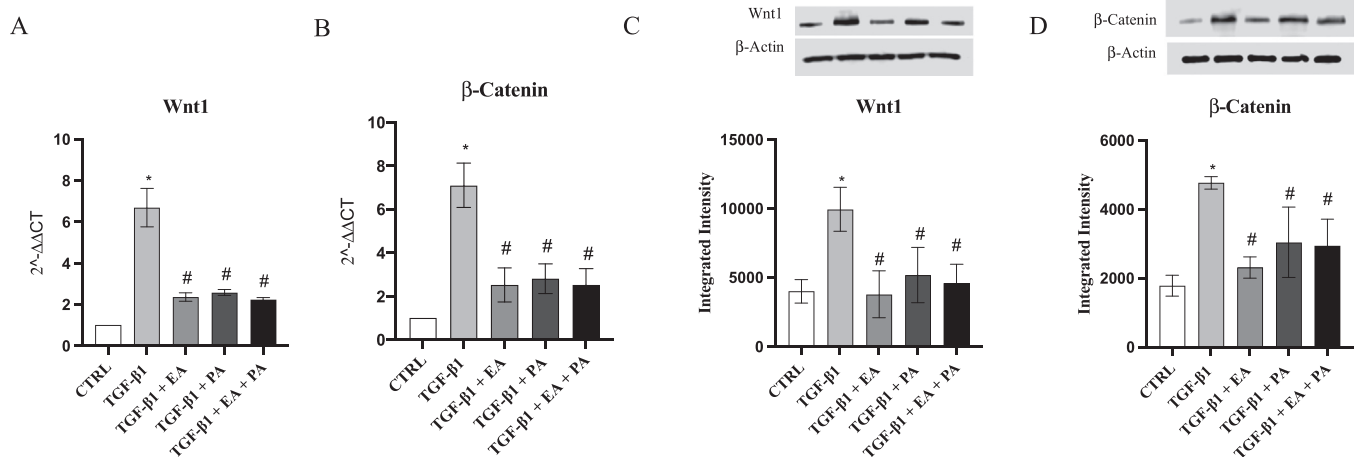 A
Wnt1
2^-ΔΔCT
10
8
6
4
2
0
*
#
#
#
CTRL
TGF-β1
TGF-β1 + EA
TGF-β1 + PA
TGF-β1 + EA + PA
B
β-Catenin
2^-ΔΔCT
10
8
6
4
2
0
*
#
#
#
CTRL
TGF-β1
TGF-β1 + EA
TGF-β1 + PA
TGF-β1 + EA + PA
C
Wnt1
β-Actin
Wnt1
Integrated Intensity
15000
10000
5000
0
*
#
#
#
CTRL
TGF-β1
TGF-β1 + EA
TGF-β1 + PA
TGF-β1 + EA + PA
D
β-Catenin
β-Actin
β-Catenin
Integrated Intensity
6000
4000
2000
0
*
#
#
#
CTRL
TGF-β1
TGF-β1 + EA
TGF-β1 + PA
TGF-β1 + EA + PA